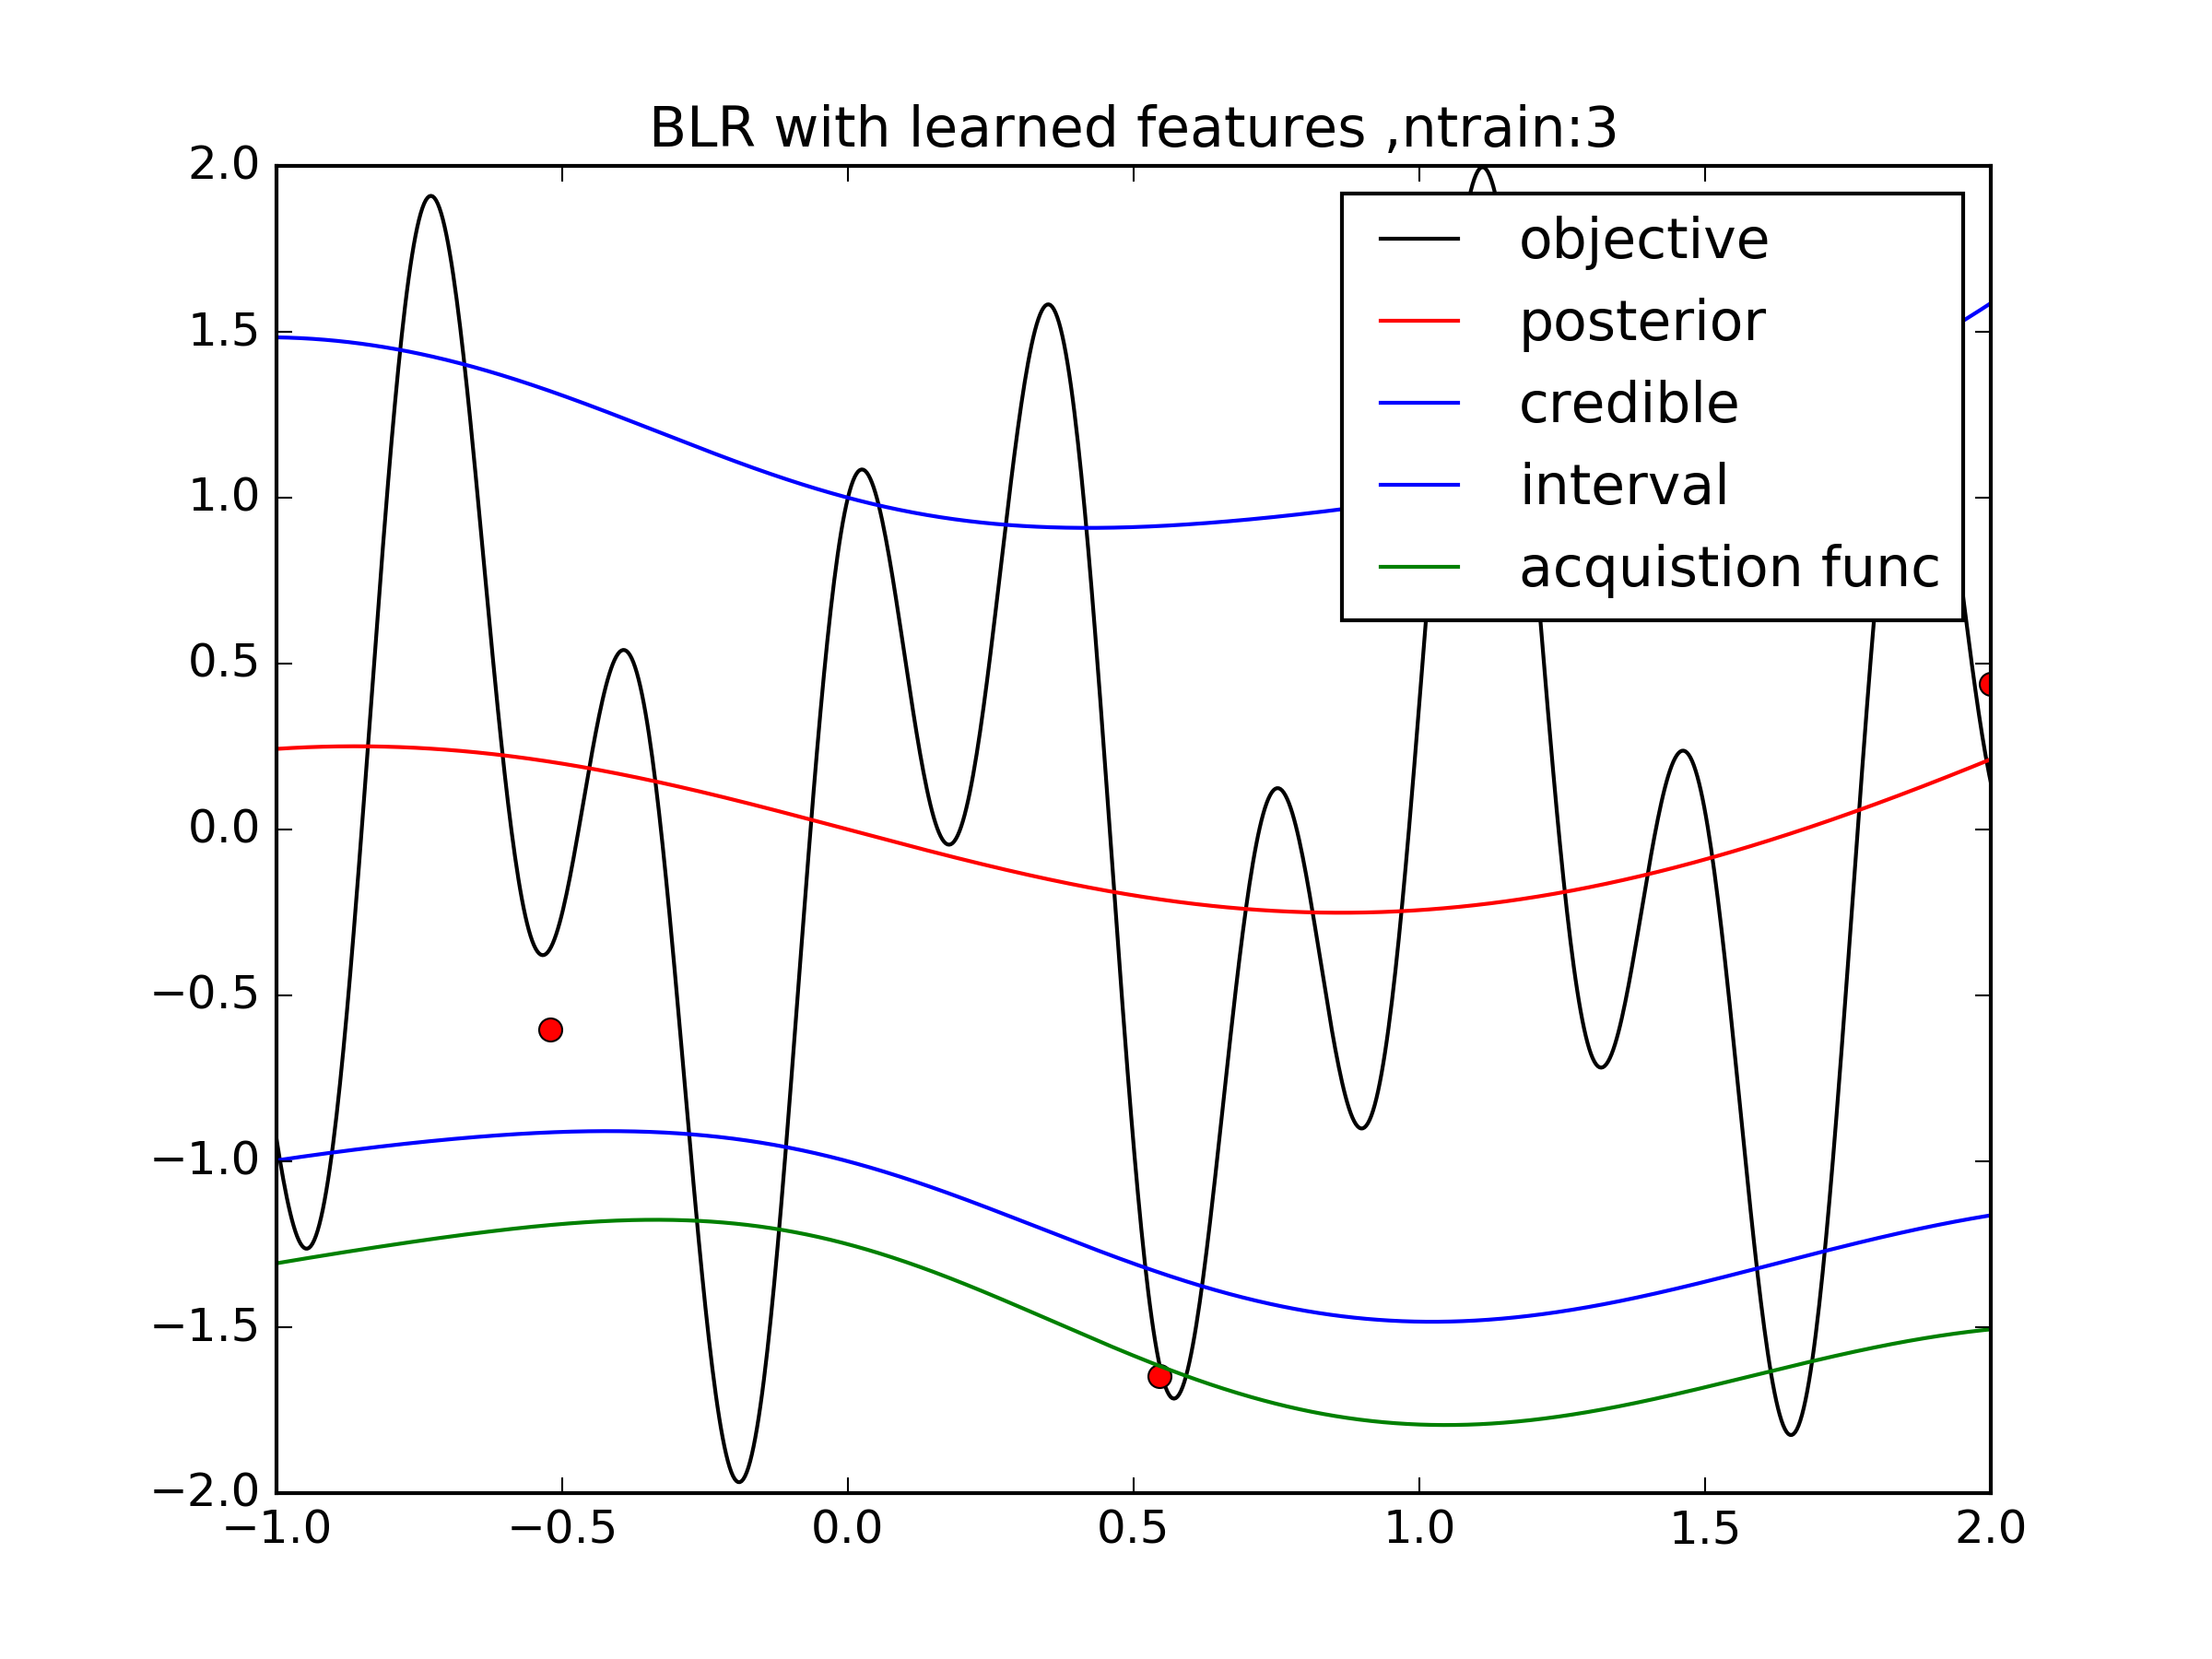 BLR with learned features ,ntrain:3
2.0
1.5
1.0
0.5
0.0
−0.5
−1.0
−1.5
−2.0
objective
posterior
credible
interval
acquistion func
−1.0 −0.5 0.0 0.5 1.0 1.5 2.0